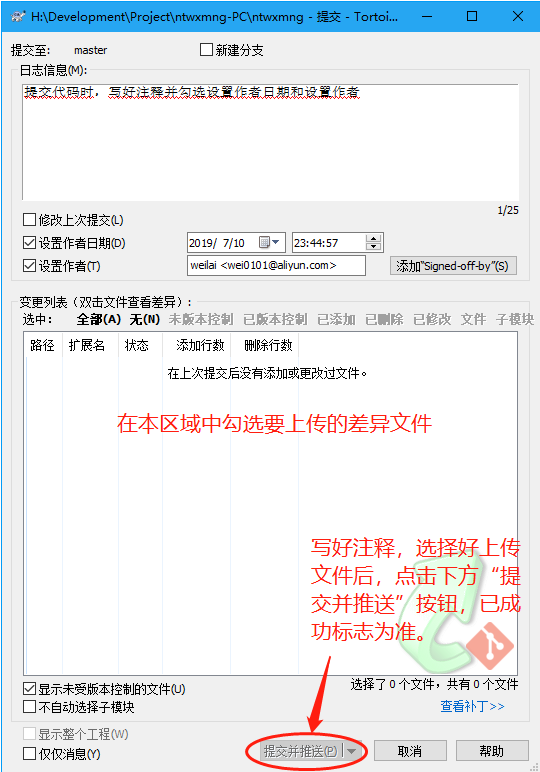 H:\Development\Project\ntwxmng-PC\ntwxmng - 提交 - Tortoi...
提交至: master 新建分支
日志信息(M):
提交代码时，写好注释并勾选设置作者日期和设置作者
1/25
修改上次提交(L)
设置作者日期(D) 2019/ 7/10 23:44:57
设置作者(T) weilai <wei0101@aliyun.com> 添加"Signed-off-by"(S)
变更列表（双击文件查看差异）:
选中: 全部(A) 无(N) 未版本控制 已版本控制 已添加 已删除 已修改 文件 子模块
路径 扩展名 状态 添加行数 删除行数
在上次提交后没有添加或更改过文件。
在本区域中勾选要上传的差异文件
写好注释，选择好上传
文件后，点击下方“提
交并推送”按钮，已成
功标志为准。
显示未受版本控制的文件(U) 选择了 0 个文件，共有 0 个文件
不自动选择子模块 查看补丁>>
显示整个工程(W)
仅仅消息(Y) 提交并推送(P) 取消 帮助